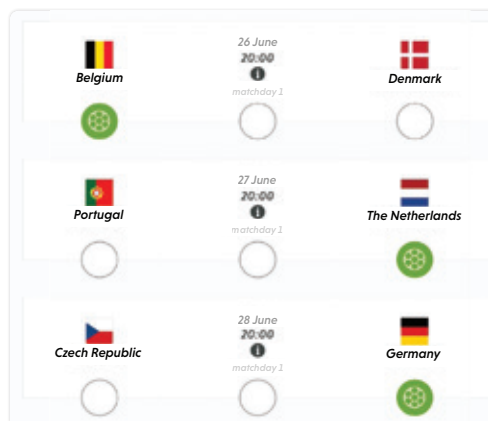 26 June
20:00
Belgium
Denmark
matchday 1
27 June
20:00
Portugal
The Netherlands
matchday 1
28 June
20:00
Czech Republic
Germany
matchday 1